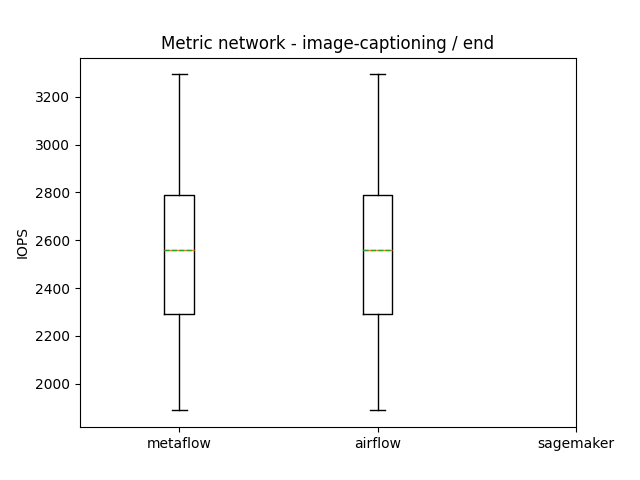 Metric network - image-captioning / end
IOPS
3200
3000
2800
2600
2400
2200
2000
metaflow airflow sagemaker